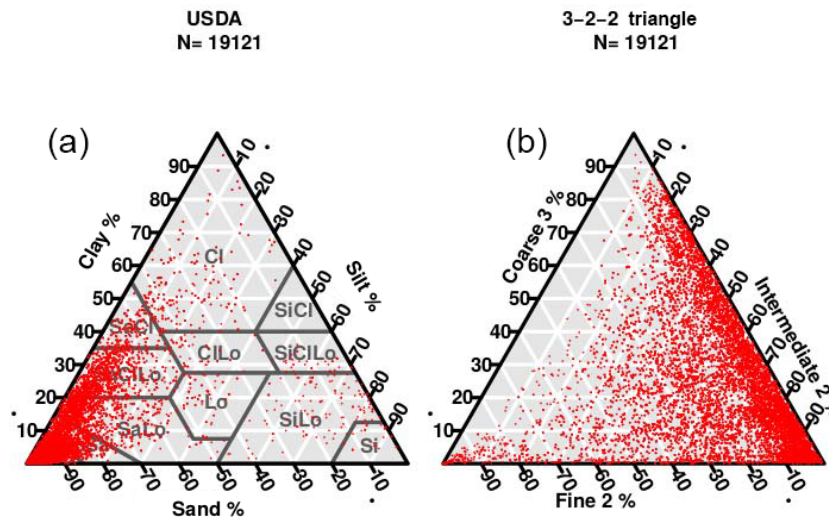 USDA
N= 19121
3-2-2 triangle
N= 19121
(a)
90
80
70
60
50
40
30
20
10
Clay %
10
20
30
40
50
60
70
80
90
Silt %
90
80
70
60
50
40
30
20
10
Sand %
Cl
SiCl
SaCl
ClLo
SiClLo
Lo
SaLo
SiLo
Si
(b)
90
80
70
60
50
40
30
20
10
Coarse 3 %
10
20
30
40
50
60
70
80
90
Intermediate 2
90
80
70
60
50
40
30
20
10
Fine 2 %